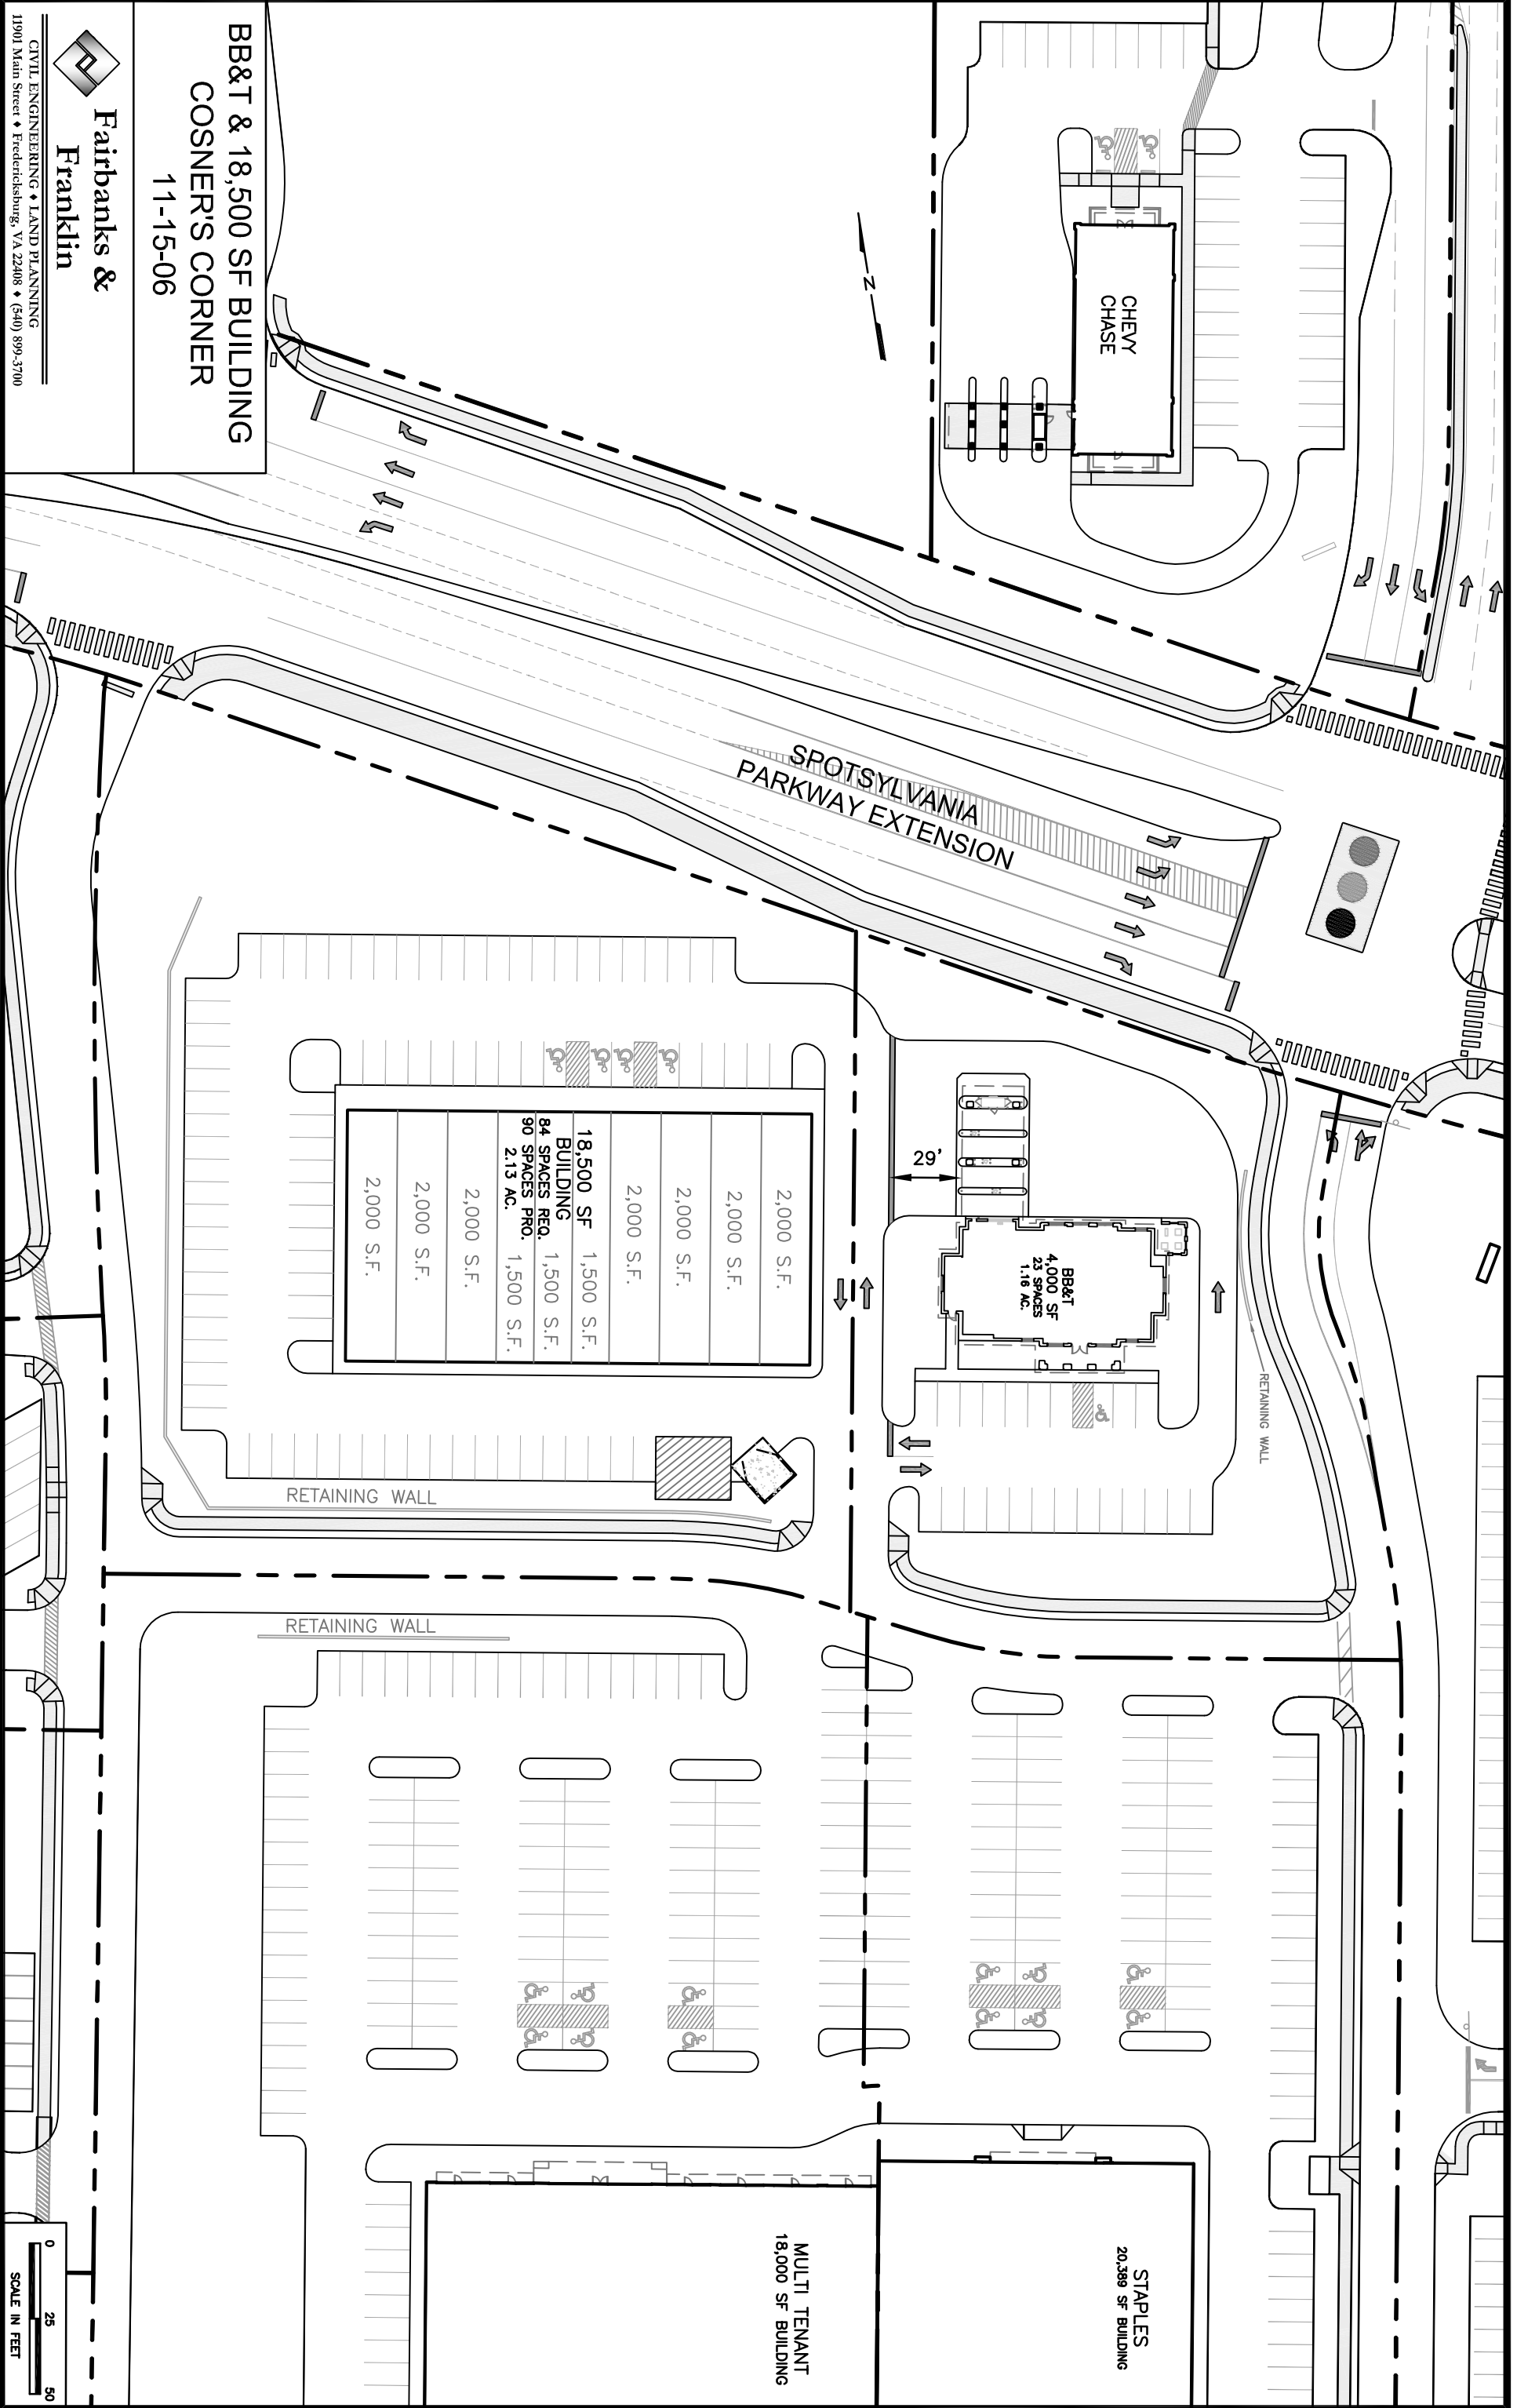 BB&T & 18,500 SF BUILDING
COSNER'S CORNER
11-15-06
Fairbanks &
Franklin
CIVIL ENGINEERING ♦ LAND PLANNING
11901 Main Street ♦ Fredericksburg, VA 22408 ♦ (540) 899-3700
CHEVY
CHASE
N
SPOTSYLVANIA
PARKWAY EXTENSION
29'
BB&T
4,000 SF
23 SPACES
1.16 AC.
RETAINING WALL
2,000 S.F.
2,000 S.F.
2,000 S.F.
2,000 S.F.
1,500 S.F.
1,500 S.F.
1,500 S.F.
2,000 S.F.
2,000 S.F.
2,000 S.F.
18,500 SF
BUILDING
84 SPACES REQ.
90 SPACES PRO.
2.13 AC.
RETAINING WALL
RETAINING WALL
STAPLES
20,389 SF BUILDING
MULTI TENANT
18,000 SF BUILDING
0 25 50
SCALE IN FEET